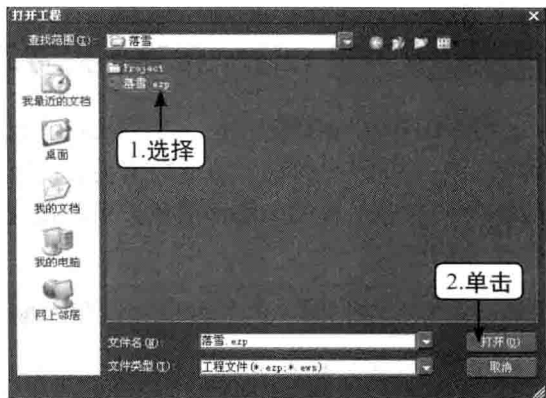 打开工程
查找范围(I): 落雪
Project
落雪.ezp
我最近的文档
1.选择
桌面
我的文档
我的电脑
网上邻居
2.单击
文件名(N): 落雪.ezp 打开(O)
文件类型(T): 工程文件(*.ezp;*.ews) 取消